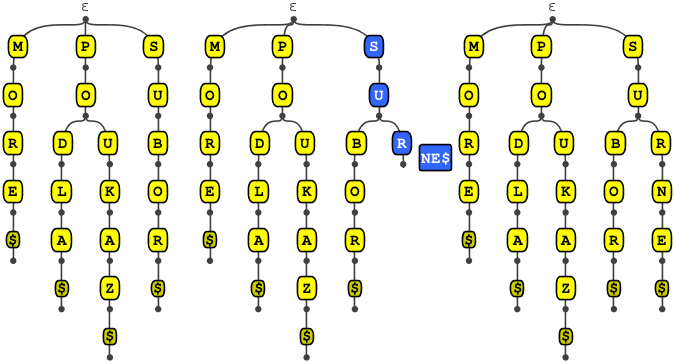 ε ε ε
M P S M P S M P S
O O U O O U O O U
R D U B R D U B R NE$ R D U B R
E L K O E L K O E L K O N
$ A A R $ A A R $ A A R E
$ Z $ $ Z $ $ Z $ $
$ $ $